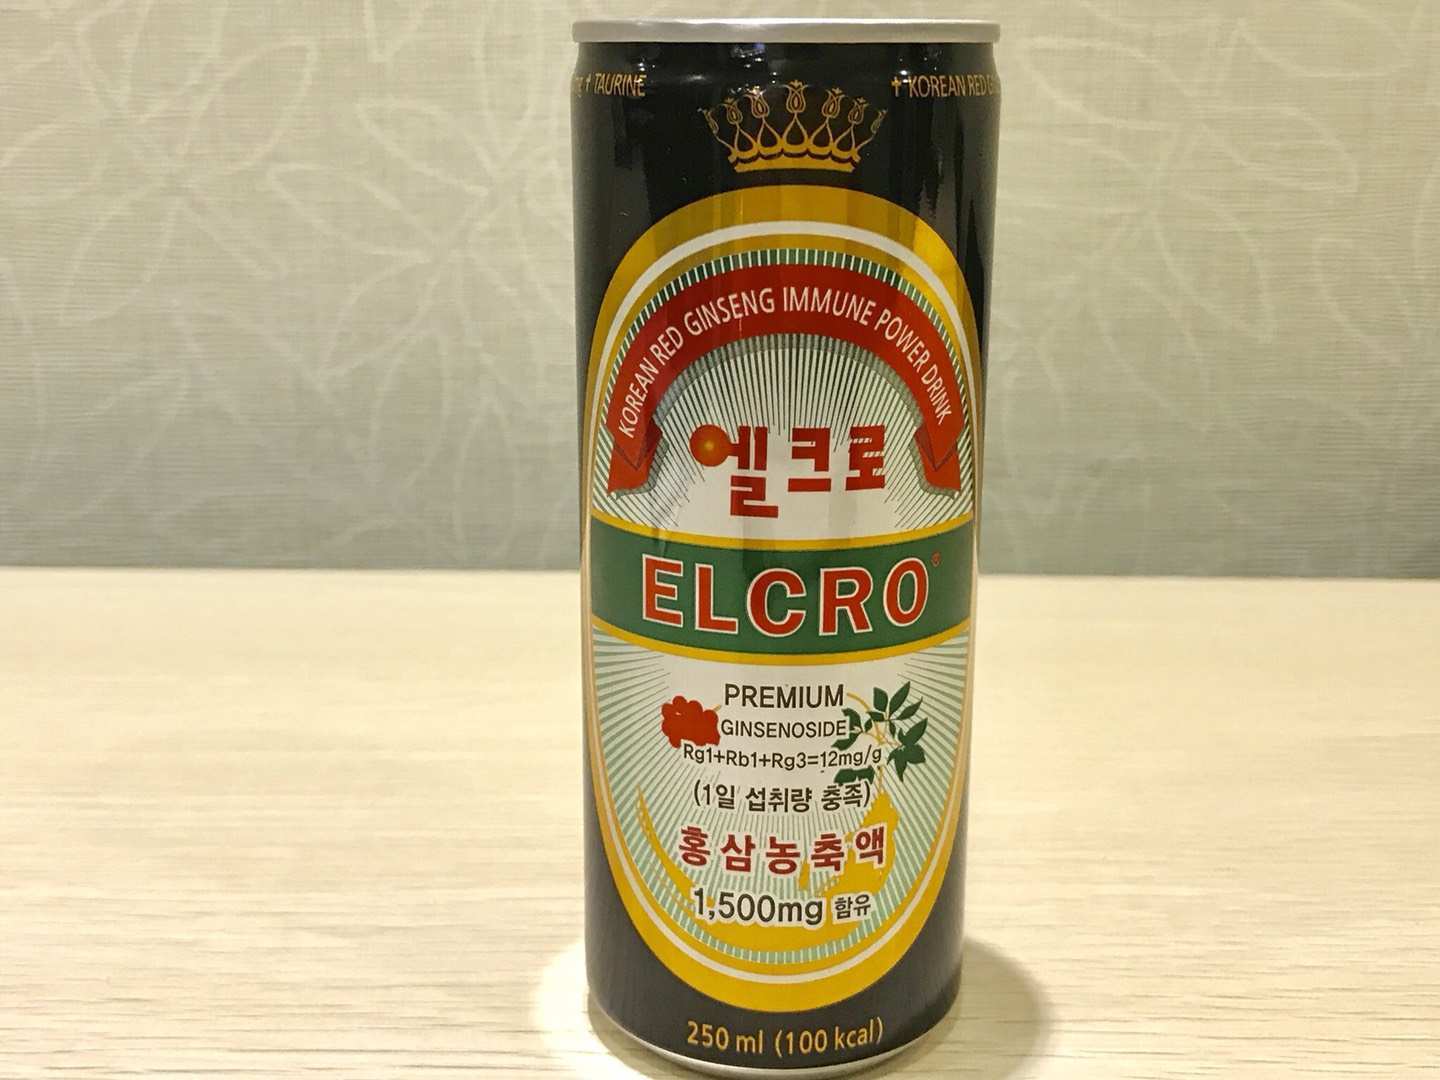 TAURINE
✝ KOREAN RED
KOREAN RED GINSENG IMMUNE POWER DRINK
엘크로
ELCRO®
PREMIUM
GINSENOSIDE
Rg1+Rb1+Rg3=12mg/g
(1일 섭취량 충족)
홍삼농축액
1,500mg 함유
250 ml (100 kcal)